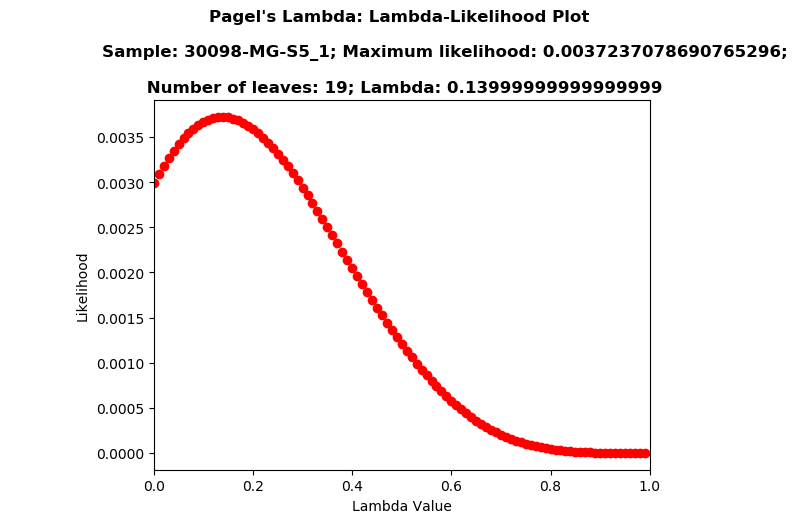 Pagel's Lambda: Lambda-Likelihood Plot
Sample: 30098-MG-S5_1; Maximum likelihood: 0.0037237078690765296;
Number of leaves: 19; Lambda: 0.13999999999999999
0.0035
0.0030
0.0025
0.0020
0.0015
0.0010
0.0005
0.0000
Likelihood
0.0 0.2 0.4 0.6 0.8 1.0
Lambda Value